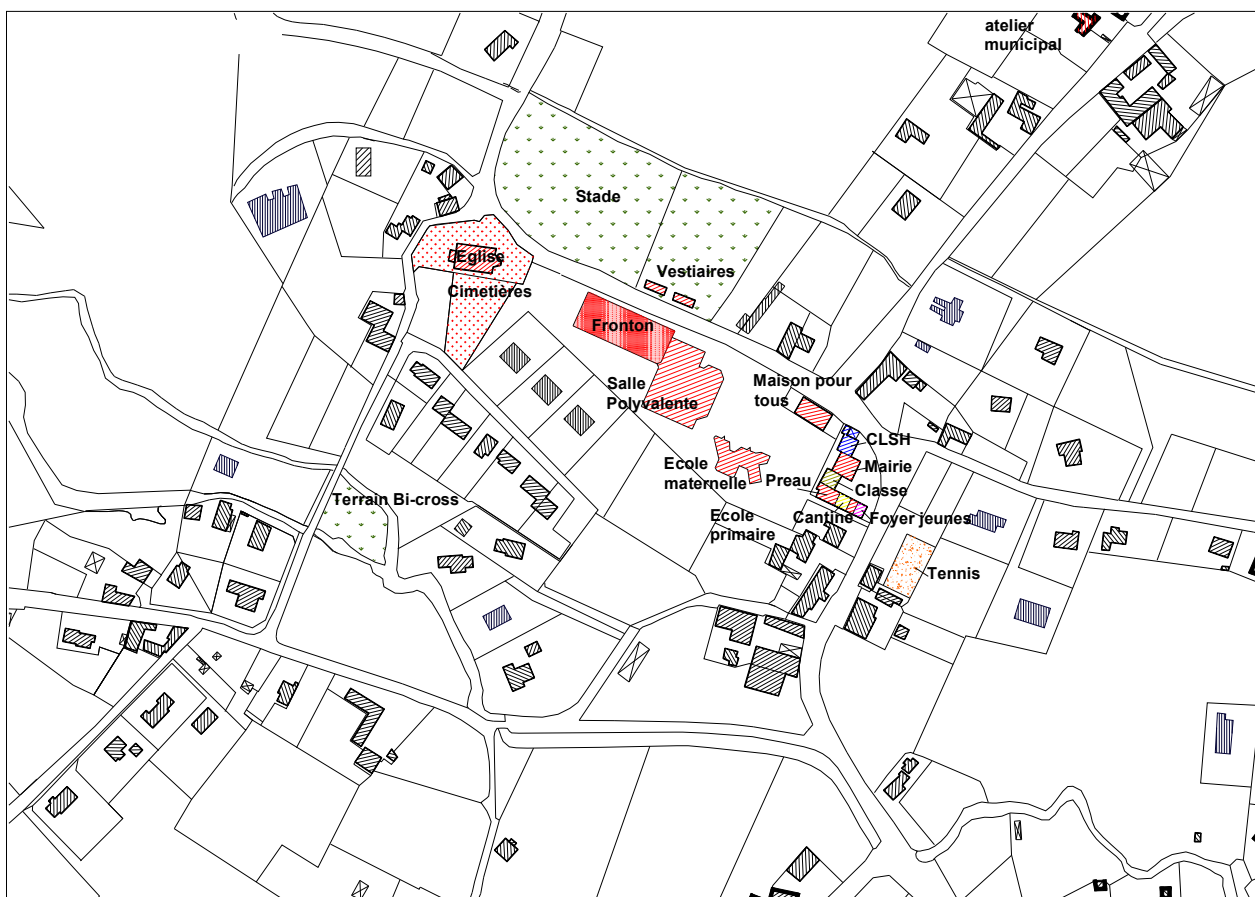 atelier
municipal
Stade
Eglise
Vestiaires
Cimetières
Fronton
Salle
Polyvalente
Maison pour
tous
CLSH
Mairie
Ecole
maternelle
Preau
Classe
Terrain Bi-cross
Ecole
primaire
Cantine
Foyer jeunes
Tennis